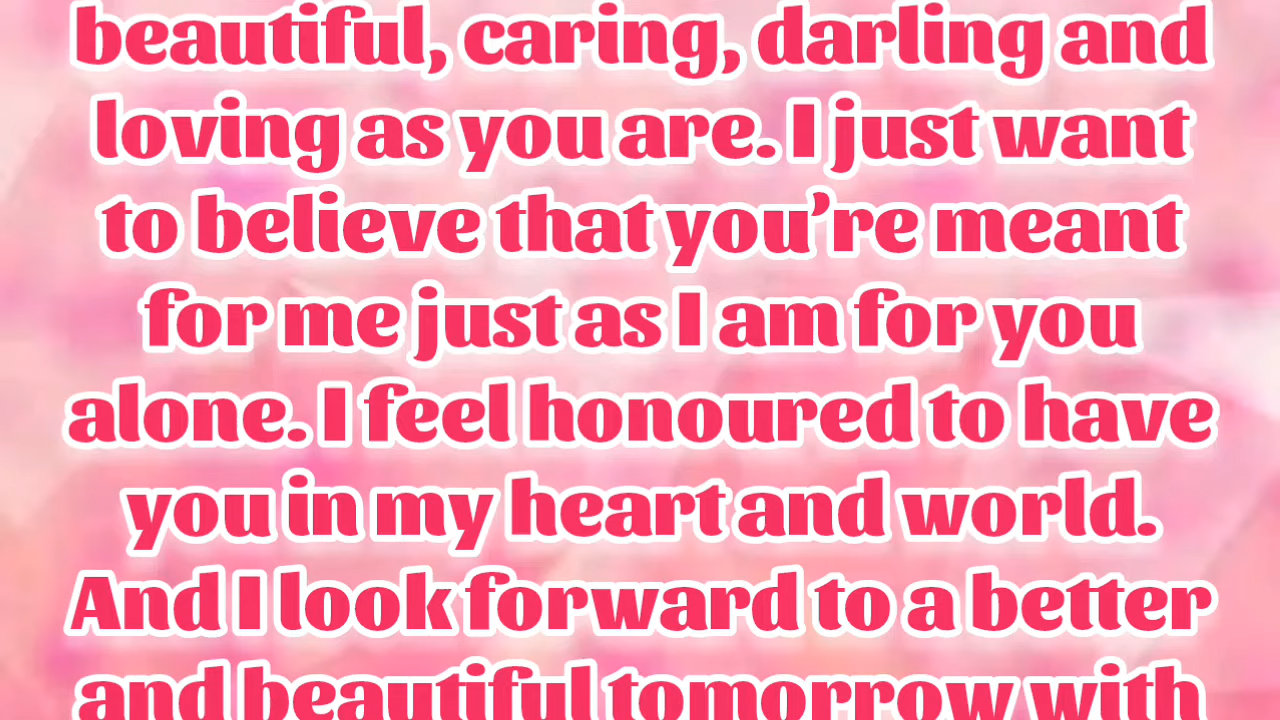 beautiful, caring, darling and
loving as you are. I just want
to believe that you’re meant
for me just as I am for you
alone. I feel honoured to have
you in my heart and world.
And I look forward to a better
and beautiful tomorrow with